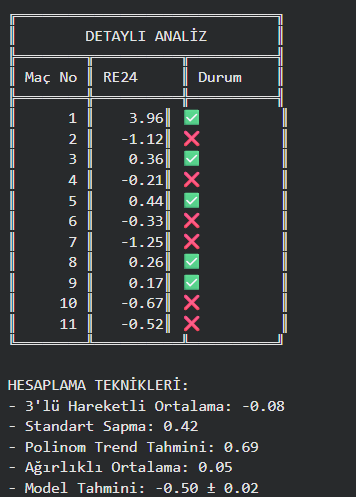 DETAYLI ANALİZ
Maç No RE24 Durum
1 3.96 ✅
2 -1.12 ❌
3 0.36 ✅
4 -0.21 ❌
5 0.44 ✅
6 -0.33 ❌
7 -1.25 ❌
8 0.26 ✅
9 0.17 ✅
10 -0.67 ❌
11 -0.52 ❌
HESAPLAMA TEKNİKLERİ:
- 3'lü Hareketli Ortalama: -0.08
- Standart Sapma: 0.42
- Polinom Trend Tahmini: 0.69
- Ağırlıklı Ortalama: 0.05
- Model Tahmini: -0.50 ± 0.02